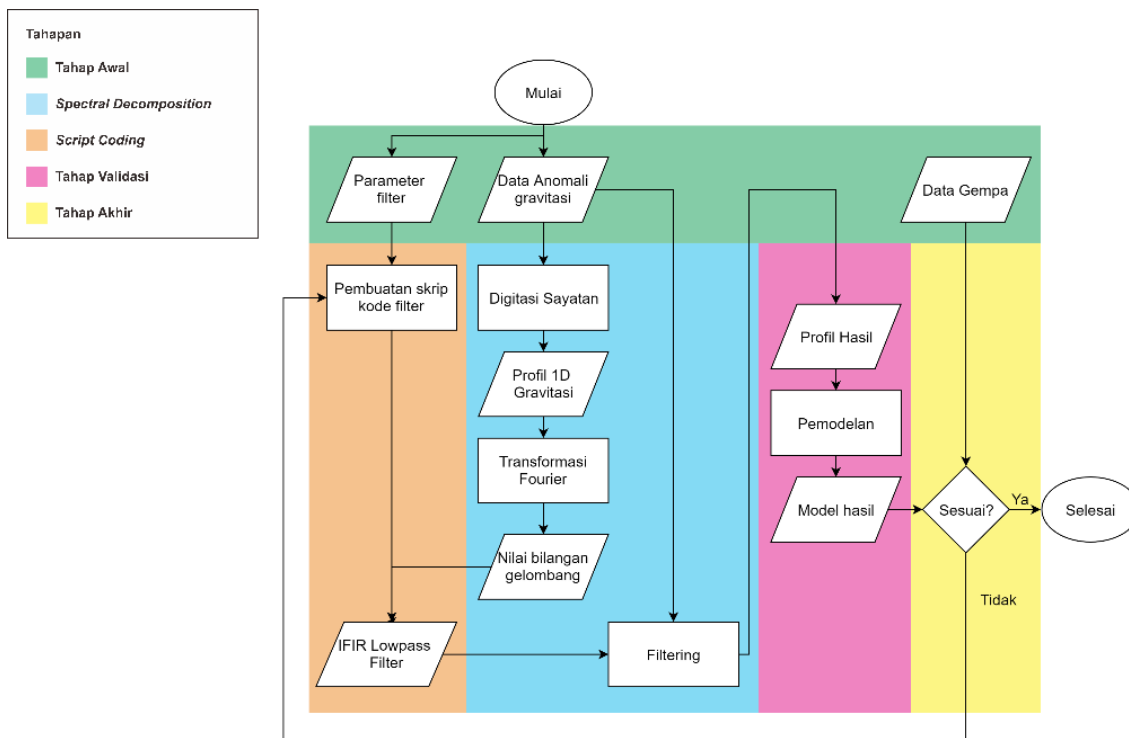 Tahapan
Tahap Awal
Spectral Decomposition
Script Coding
Tahap Validasi
Tahap Akhir
Mulai
Parameter
filter
Data Anomali
gravitasi
Data Gempa
Pembuatan skrip
kode filter
Digitasi Sayatan
Profil 1D
Gravitasi
Transformasi
Fourier
Nilai bilangan
gelombang
IFIR Lowpass
Filter
Filtering
Profil Hasil
Pemodelan
Model hasil
Sesuai?
Ya
Selesai
Tidak